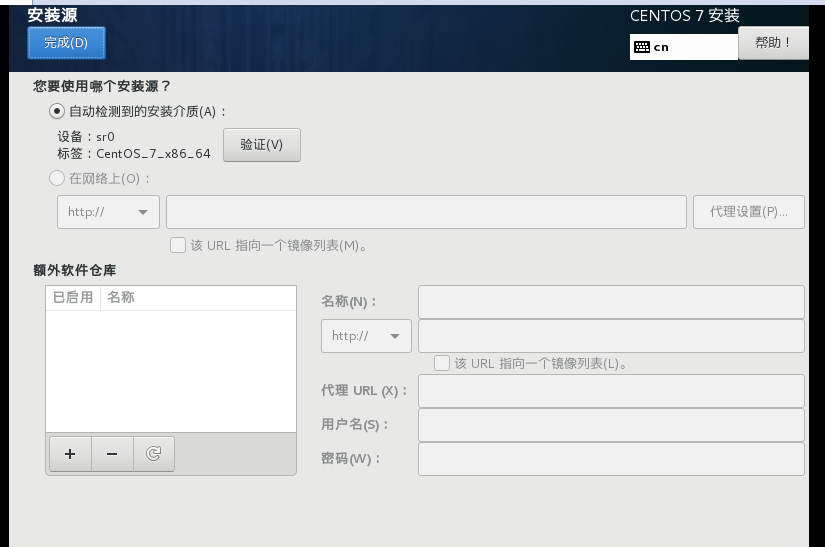 安装源
CENTOS 7 安装
完成(D)
cn
帮助！
您要使用哪个安装源？
自动检测到的安装介质(A)：
设备：sr0
标签：CentOS_7_x86_64
验证(V)
在网络上(O)：
http://
代理设置(P)...
该 URL 指向一个镜像列表(M)。
额外软件仓库
已启用 名称
名称(N)：
http://
该 URL 指向一个镜像列表(L)。
代理 URL (X)：
用户名(S)：
密码(W)：